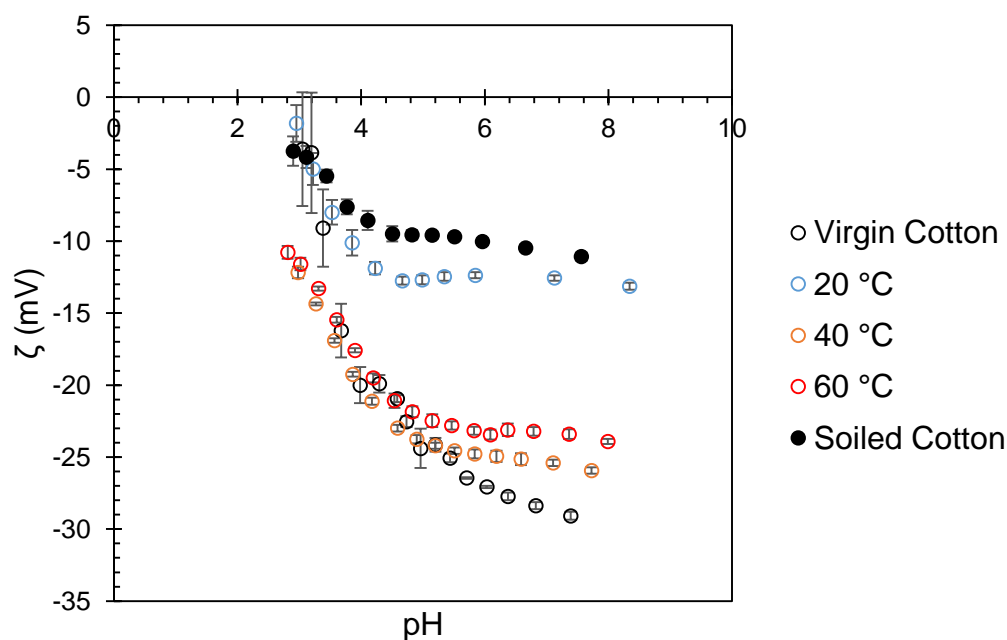 5
0
0 2 4 6 8 10
-5
-10
-15
-20
-25
-30
-35
ζ (mV)
pH
Virgin Cotton
20 °C
40 °C
60 °C
Soiled Cotton